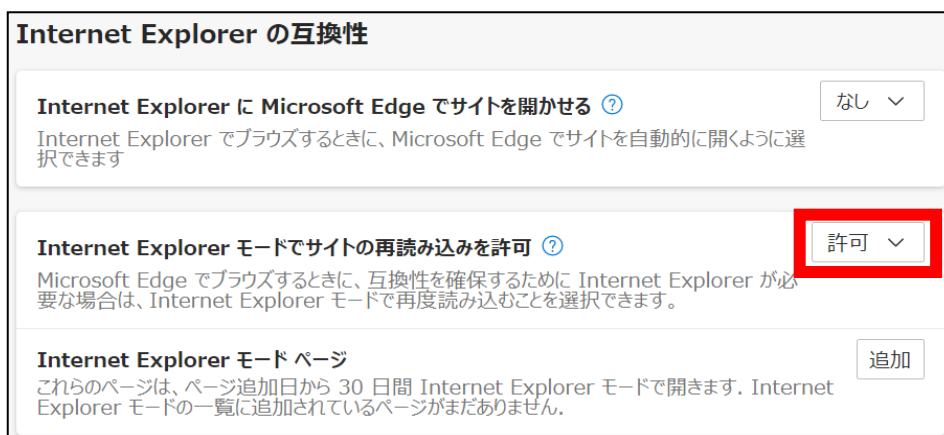 Internet Explorer の互換性
Internet Explorer に Microsoft Edge でサイトを開かせる ?
なし
Internet Explorer でブラウズするときに、Microsoft Edge でサイトを自動的に開くように選
択できます
Internet Explorer モードでサイトの再読み込みを許可 ?
許可
Microsoft Edge でブラウズするときに、互換性を確保するために Internet Explorer が必
要な場合は、Internet Explorer モードで再度読み込むことを選択できます。
Internet Explorer モード ページ
追加
これらのページは、ページ追加日から 30 日間 Internet Explorer モードで開きます. Internet
Explorer モードの一覧に追加されているページがまだありません.